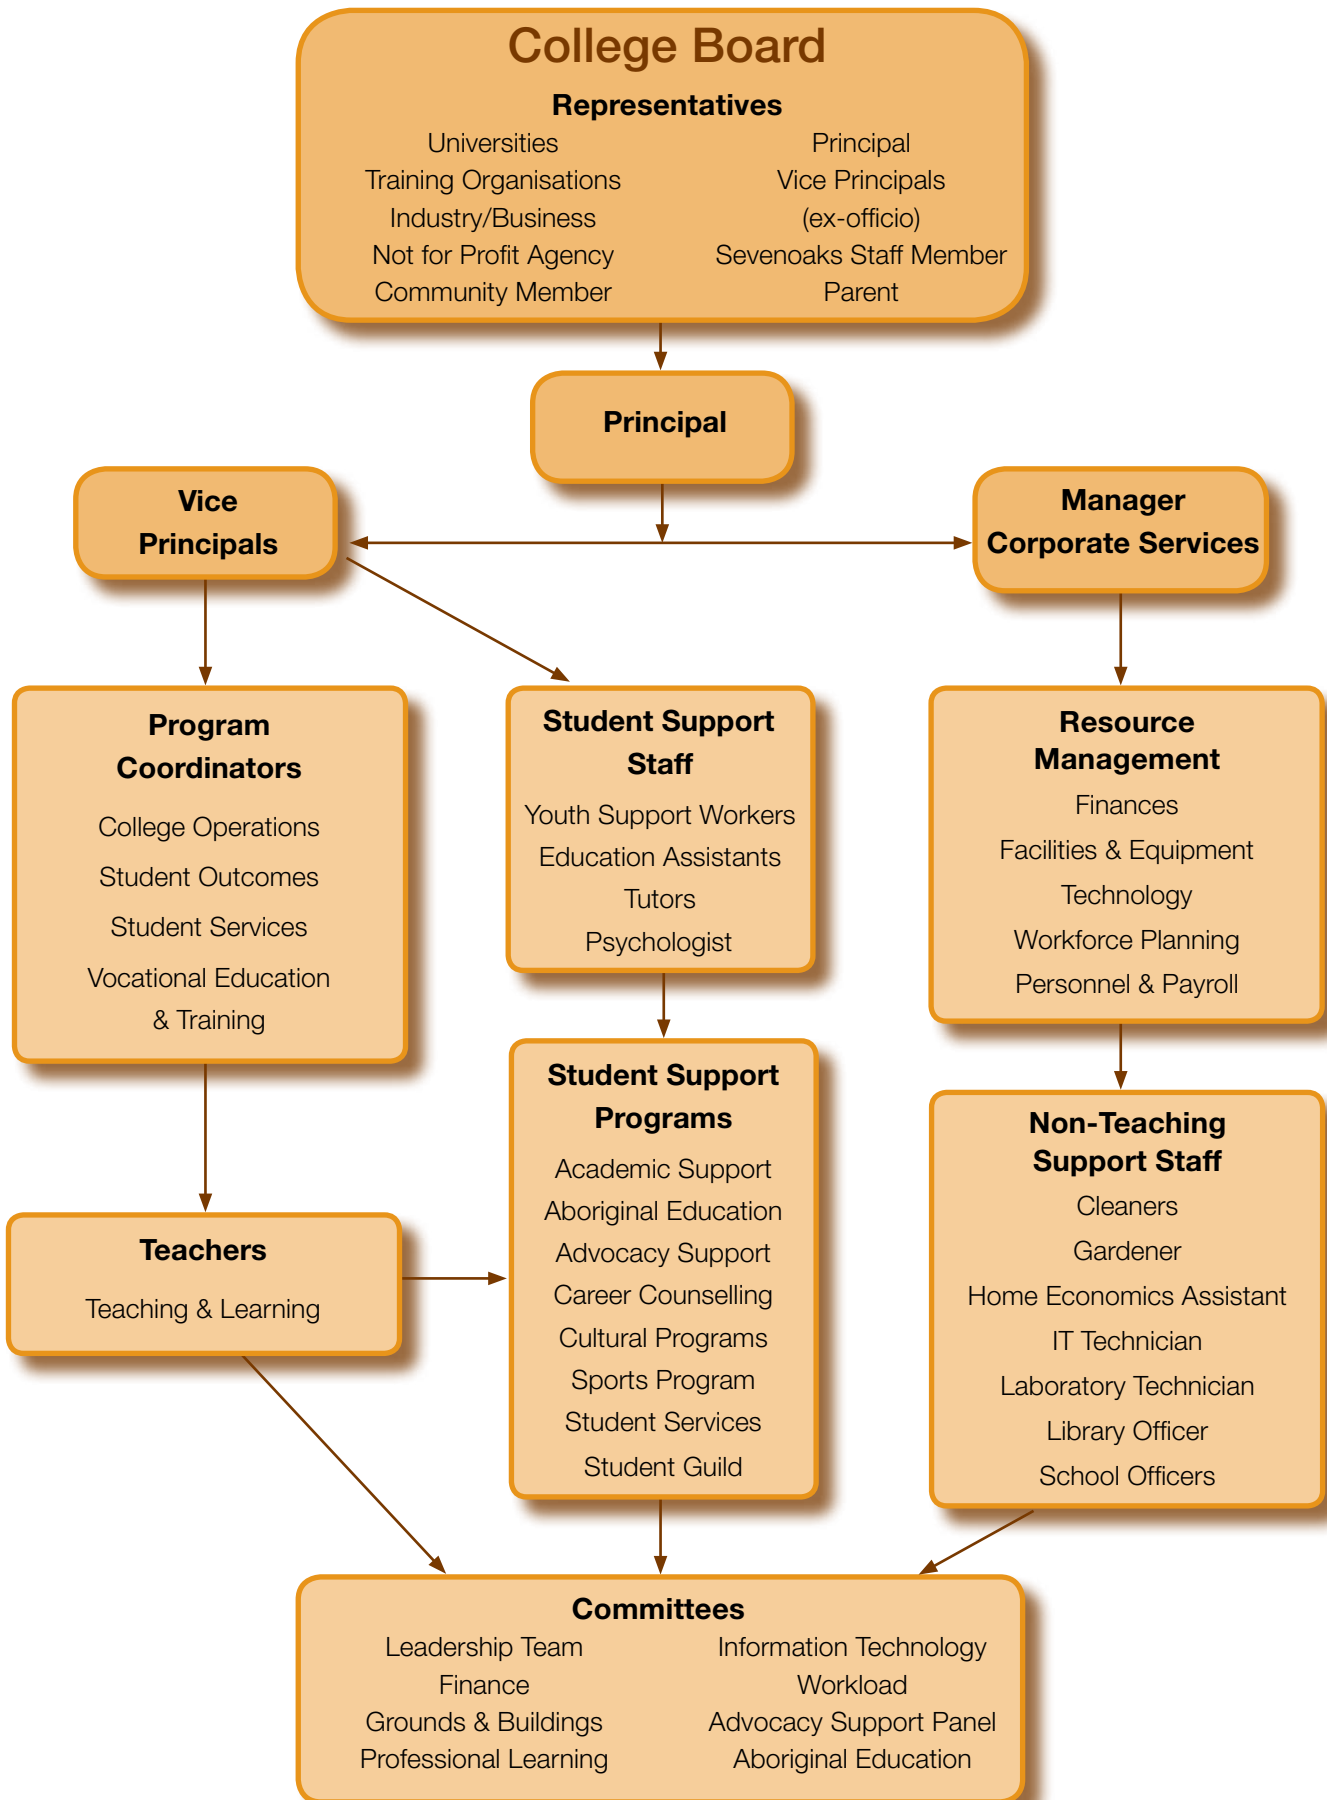 College Board
Representatives
Universities
Training Organisations
Industry/Business
Not for Profit Agency
Community Member
Principal
Vice Principals
(ex-officio)
Sevenoaks Staff Member
Parent
Principal
Vice
Principals
Manager
Corporate Services
Program
Coordinators
College Operations
Student Outcomes
Student Services
Vocational Education
& Training
Student Support
Staff
Youth Support Workers
Education Assistants
Tutors
Psychologist
Resource
Management
Finances
Facilities & Equipment
Technology
Workforce Planning
Personnel & Payroll
Student Support
Programs
Academic Support
Aboriginal Education
Advocacy Support
Career Counselling
Cultural Programs
Sports Program
Student Services
Student Guild
Non-Teaching
Support Staff
Cleaners
Gardener
Home Economics Assistant
IT Technician
Laboratory Technician
Library Officer
School Officers
Teachers
Teaching & Learning
Committees
Leadership Team
Finance
Grounds & Buildings
Professional Learning
Information Technology
Workload
Advocacy Support Panel
Aboriginal Education